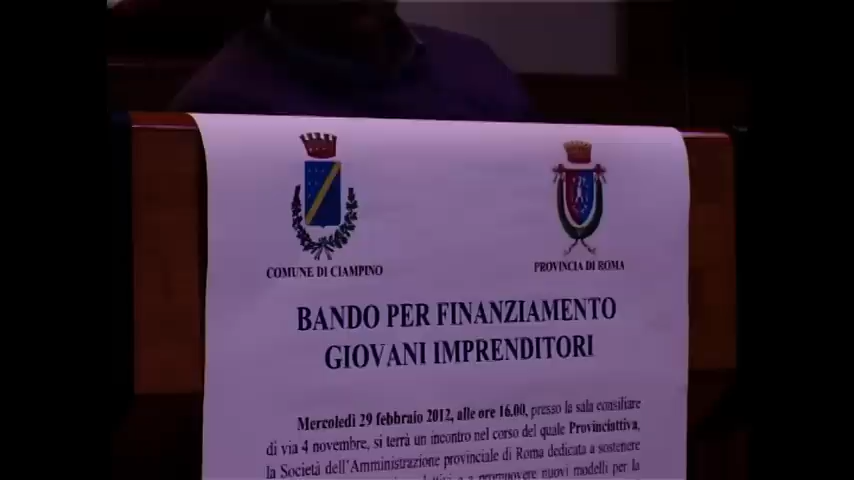 COMUNE DI CIAMPINO
PROVINCIA DI ROMA
BANDO PER FINANZIAMENTO
GIOVANI IMPRENDITORI
Mercoledì 29 febbraio 2012, alle ore 16.00, presso la sala consiliare
di via 4 novembre, si terrà un incontro nel corso del quale Provinciattiva,
la Società dell'Amministrazione provinciale di Roma dedicata a sostenere
e a promuovere nuovi modelli per la